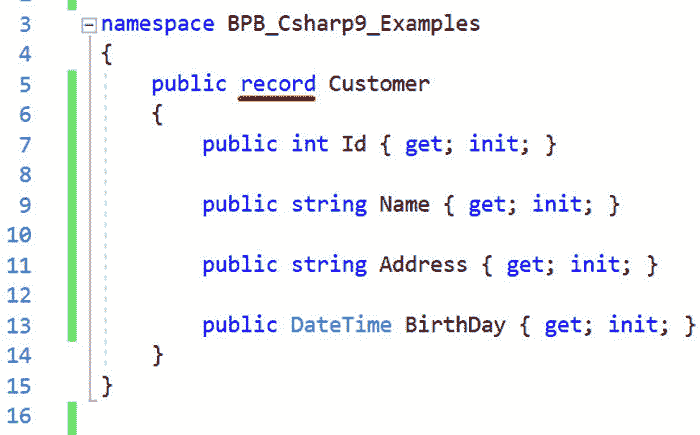 3 namespace BPB_Csharp9_Examples
4 {
5 public record Customer
6 {
7 public int Id { get; init; }
8
9 public string Name { get; init; }
10
11 public string Address { get; init; }
12
13 public DateTime BirthDay { get; init; }
14 }
15 }
16